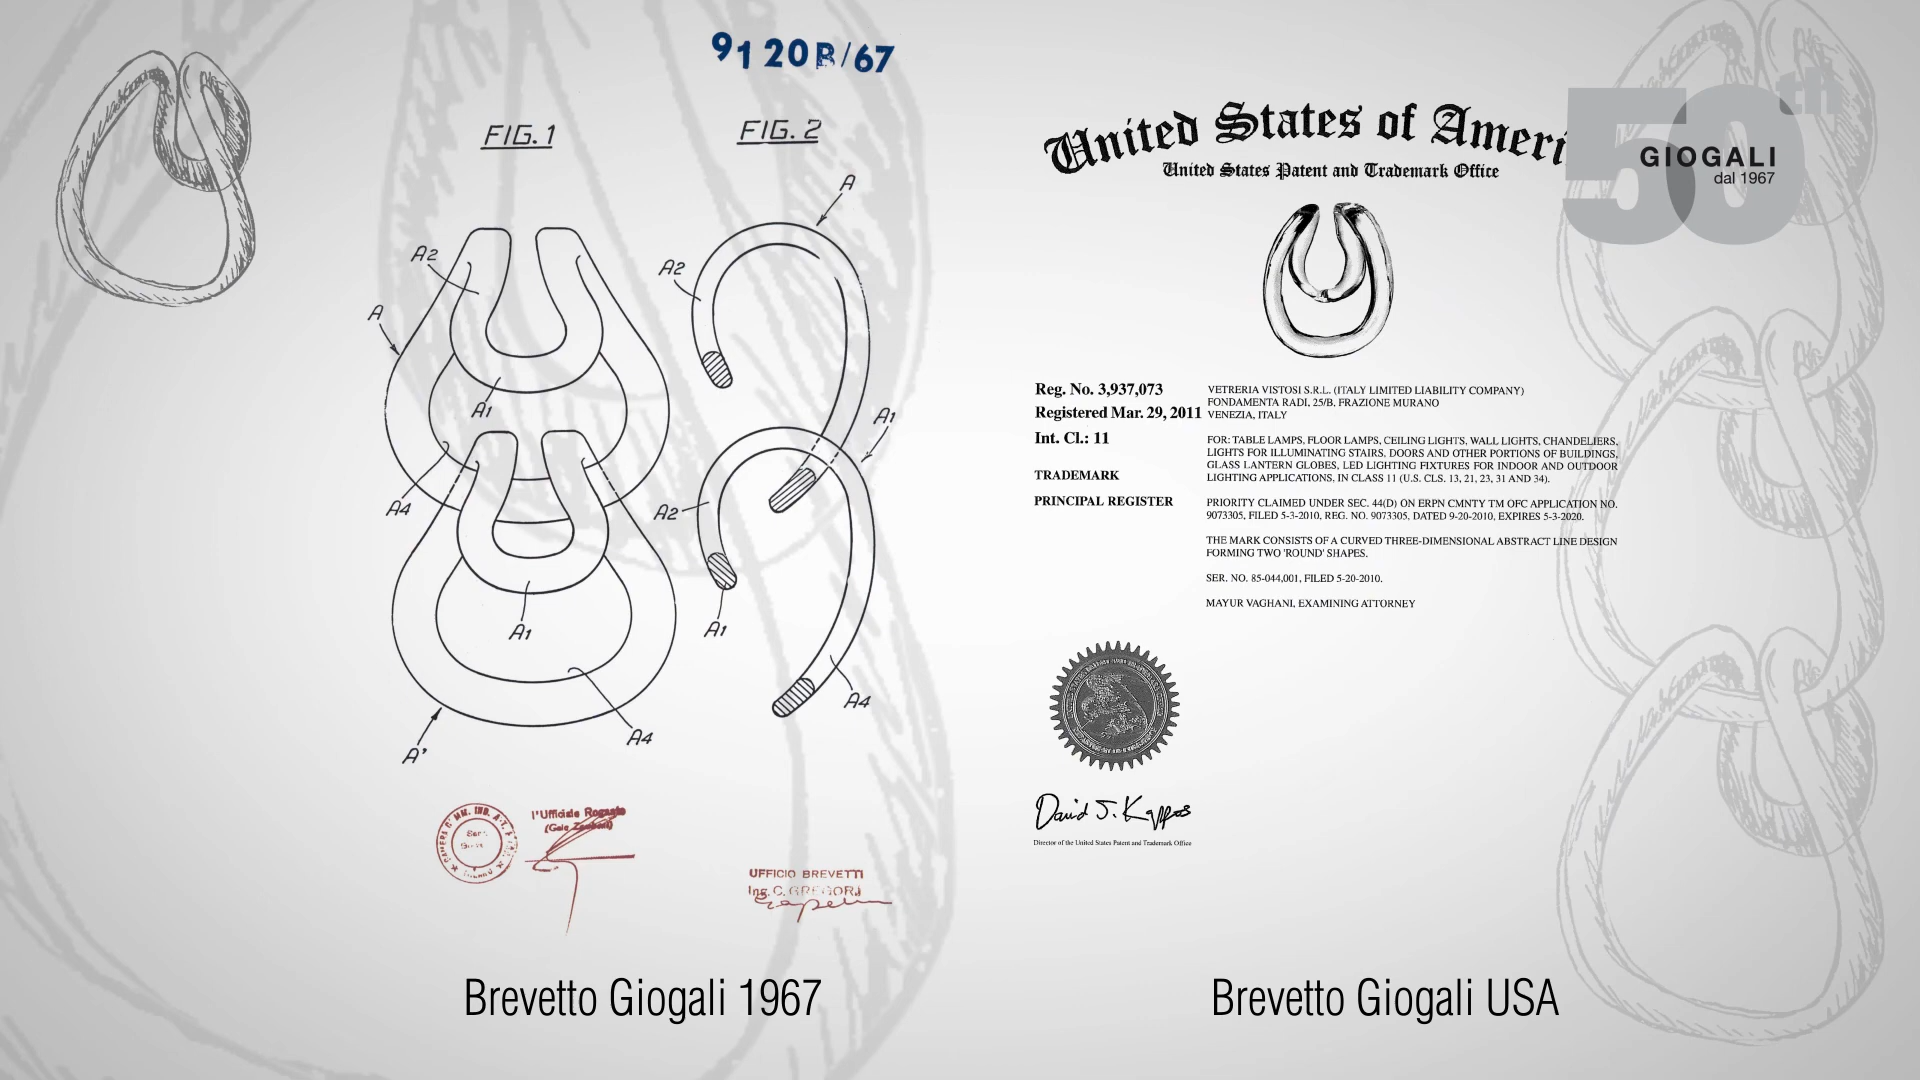 9120B/67
FIG. 1
FIG. 2
A
A2
A2
A
A1
A1
A4
A4
A2
A1
A1
A4
A4
A'
l'Ufficiale Rogante
UFFICIO BREVETTI
Ing. C. GREGORJ
Brevetto Giogali 1967
United States of Ameri
United States Patent and Trademark Office
Reg. No. 3,937,073
Registered Mar. 29, 2011
Int. Cl.: 11
TRADEMARK
PRINCIPAL REGISTER
VETRERIA VISTOSI S.R.L. (ITALY LIMITED LIABILITY COMPANY)
FONDAMENTA RADI, 25/B, FRAZIONE MURANO
VENEZIA, ITALY
FOR: TABLE LAMPS, FLOOR LAMPS, CEILING LIGHTS, WALL LIGHTS, CHANDELIERS,
LIGHTS FOR ILLUMINATING STAIRS, DOORS AND OTHER PORTIONS OF BUILDINGS,
GLASS LANTERN GLOBES, LED LIGHTING FIXTURES FOR INDOOR AND OUTDOOR
LIGHTING APPLICATIONS, IN CLASS 11 (U.S. CLS. 13, 21, 23, 31 AND 34).
PRIORITY CLAIMED UNDER SEC. 44(D) ON ERPN CMNTY TM OFC APPLICATION NO.
9073305, FILED 5-3-2010, REG. NO. 9073305, DATED 9-20-2010, EXPIRES 5-3-2020.
THE MARK CONSISTS OF A CURVED THREE-DIMENSIONAL ABSTRACT LINE DESIGN
FORMING TWO 'ROUND' SHAPES.
SER. NO. 85-044,001, FILED 5-20-2010.
MAYUR VAGHANI, EXAMINING ATTORNEY
David J. Kappos
Director of the United States Patent and Trademark Office
Brevetto Giogali USA
50th
GIOGALI
dal 1967